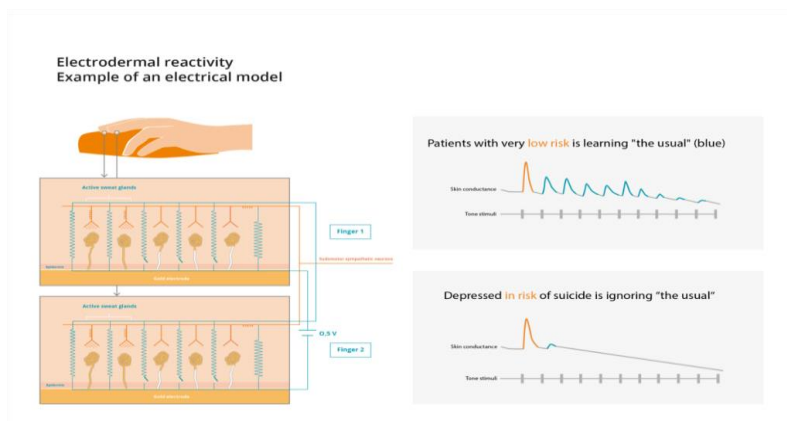 Electrodermal reactivity
Example of an electrical model
Active sweat glands
Finger 1
Gold electrode
Active sweat glands
0,5 V
Finger 2
Gold electrode
Patients with very low risk is learning "the usual" (blue)
Skin conductance
Tone stimuli
Depressed in risk of suicide is ignoring "the usual"
Skin conductance
Tone stimuli